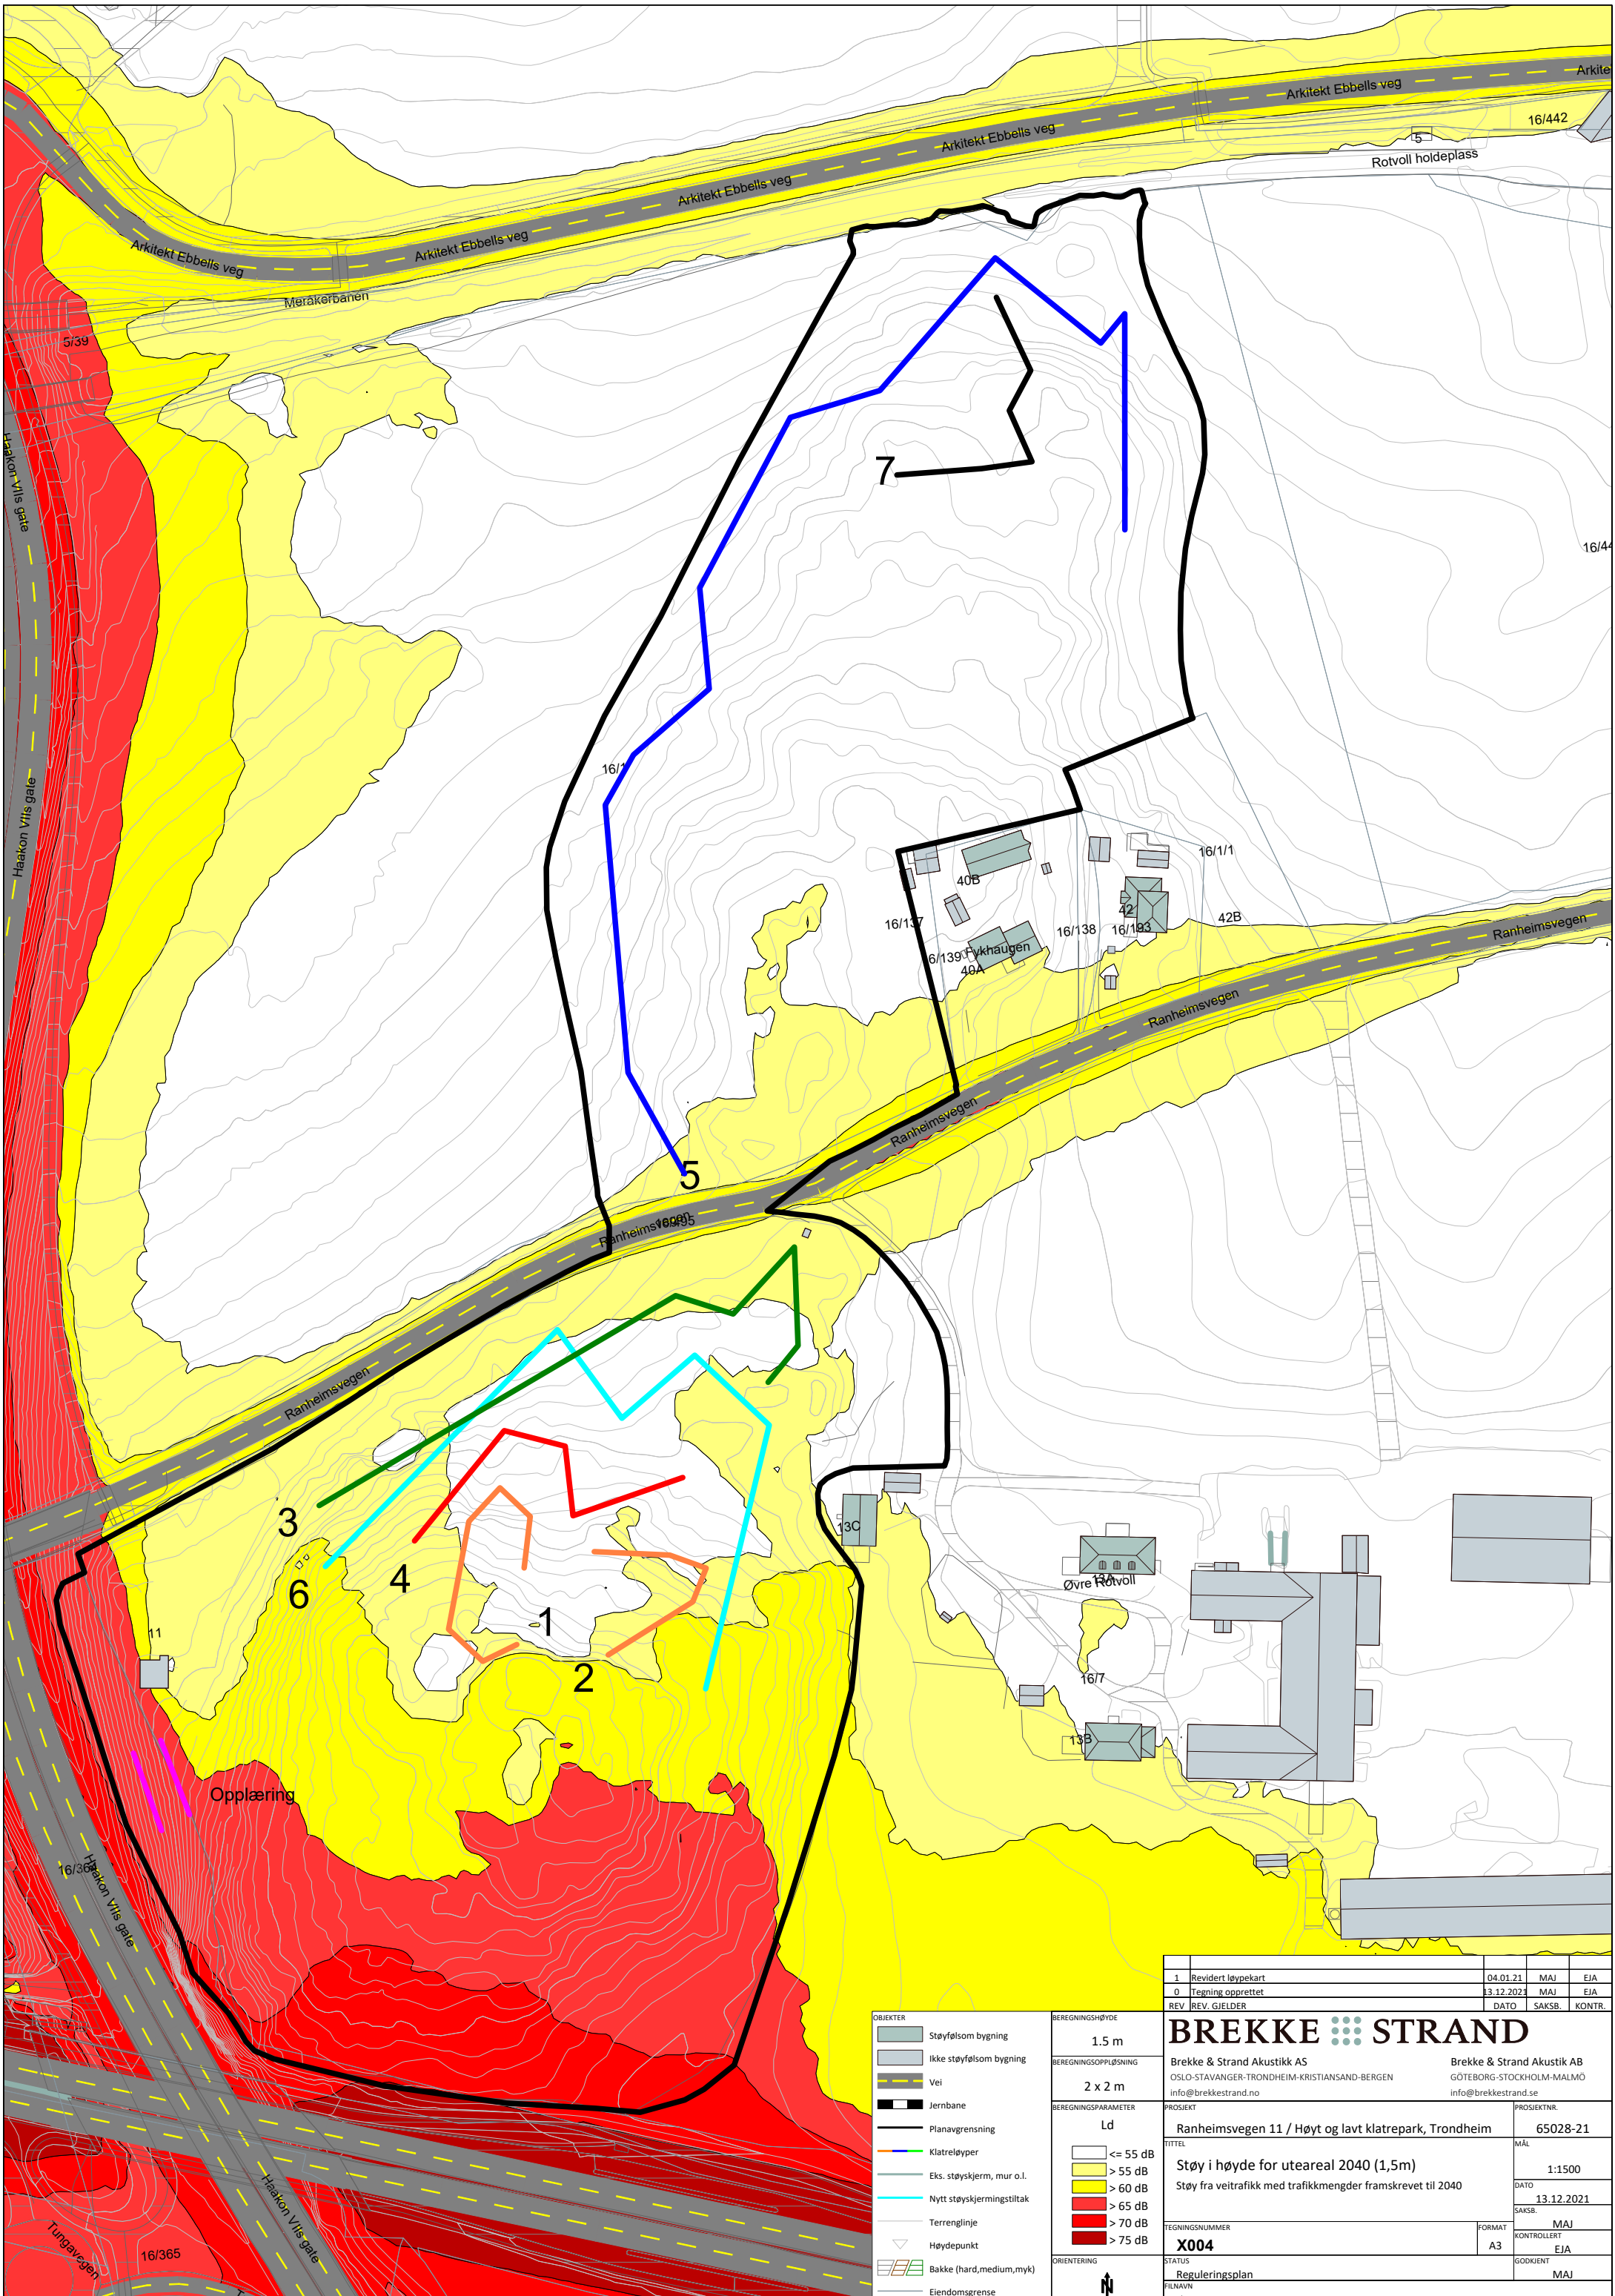 Arkitekt Ebbells veg
Arkite
16/442
5
Rotvoll holdeplass
Arkitekt Ebbells veg
Arkitekt Ebbells veg
Arkitekt Ebbells veg
Arkitekt Ebbells veg
Meråkerbanen
5/39
Haakon VIIs gate
7
16/44
16/1
Haakon VIIs gate
16/1/1
40B
42
42B
16/137
16/138
16/193
Fykhaugen
6/139
40A
Ranheimsvegen
Ranheimsvegen
Ranheimsvegen
5
Ranheimsvegen
16/495
Ranheimsvegen
3
6
4
1
2
11
13C
13A
Øvre Rotvoll
16/7
13B
Opplæring
16/36
Haakon VIIs gate
Haakon VIIs gate
Tungavegen
16/365
1 Revidert løypekart 04.01.21 MAJ EJA
0 Tegning opprettet 13.12.2021 MAJ EJA
REV REV. GJELDER DATO SAKSB. KONTR.
BREKKE STRAND
Brekke & Strand Akustikk AS
OSLO-STAVANGER-TRONDHEIM-KRISTIANSAND-BERGEN
info@brekkestrand.no
Brekke & Strand Akustik AB
GÖTEBORG-STOCKHOLM-MALMÖ
info@brekkestrand.se
OBJEKTER
Støyfølsom bygning
Ikke støyfølsom bygning
Vei
Jernbane
Planavgrensning
Klatreløyper
Eks. støyskjerm, mur o.l.
Nytt støyskjermingstiltak
Terrenglinje
Høydepunkt
Bakke (hard,medium,myk)
Eiendomsgrense
BEREGNINGSHØYDE
1.5 m
BEREGNINGSOPPLØSNING
2 x 2 m
BEREGNINGSPARAMETER
Ld
<= 55 dB
> 55 dB
> 60 dB
> 65 dB
> 70 dB
> 75 dB
ORIENTERING
N
PROSJEKT
Ranheimsvegen 11 / Høyt og lavt klatrepark, Trondheim
PROSJEKTNR.
65028-21
TITTEL
Støy i høyde for uteareal 2040 (1,5m)
Støy fra veitrafikk med trafikkmengder framskrevet til 2040
MÅL
1:1500
DATO
13.12.2021
SAKSB.
MAJ
TEGNINGSNUMMER
X004
FORMAT
A3
KONTROLLERT
EJA
STATUS
Reguleringsplan
GODKJENT
MAJ
FILNAVN